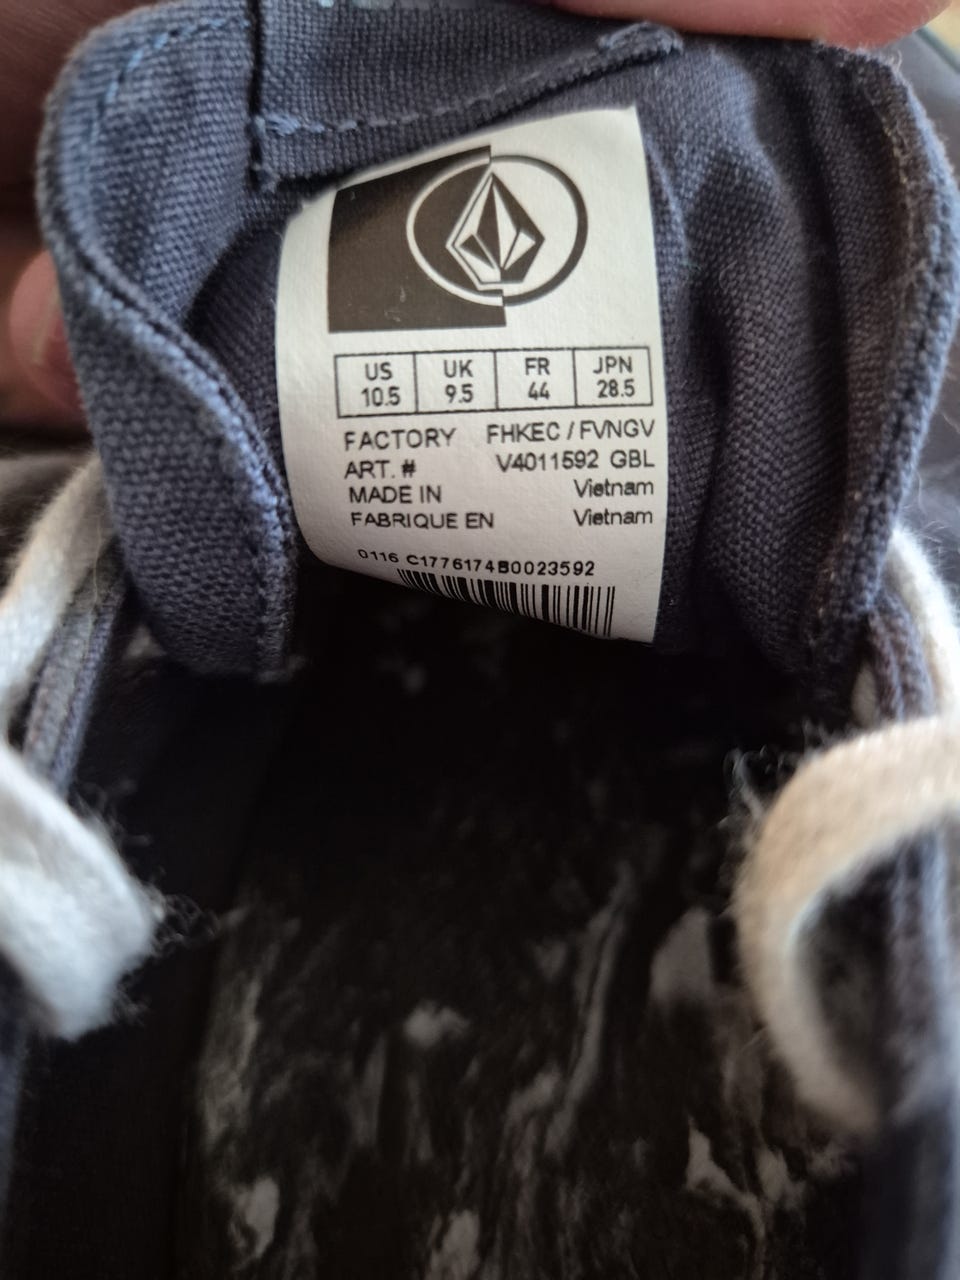 US UK FR JPN
10.5 9.5 44 28.5
FACTORY FHKEC / FVNGV
ART. # V4011592 GBL
MADE IN Vietnam
FABRIQUE EN Vietnam
0116 C1776174B0023592